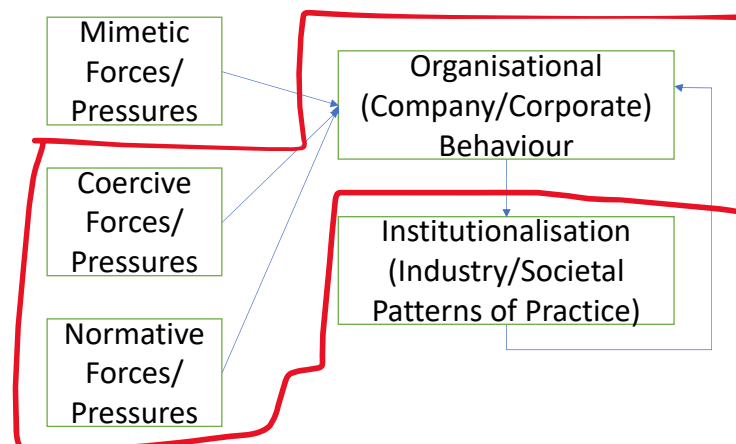 Mimetic
Forces/
Pressures
Organisational
(Company/Corporate)
Behaviour
Coercive
Forces/
Pressures
Institutionalisation
(Industry/Societal
Patterns of Practice)
Normative
Forces/
Pressures